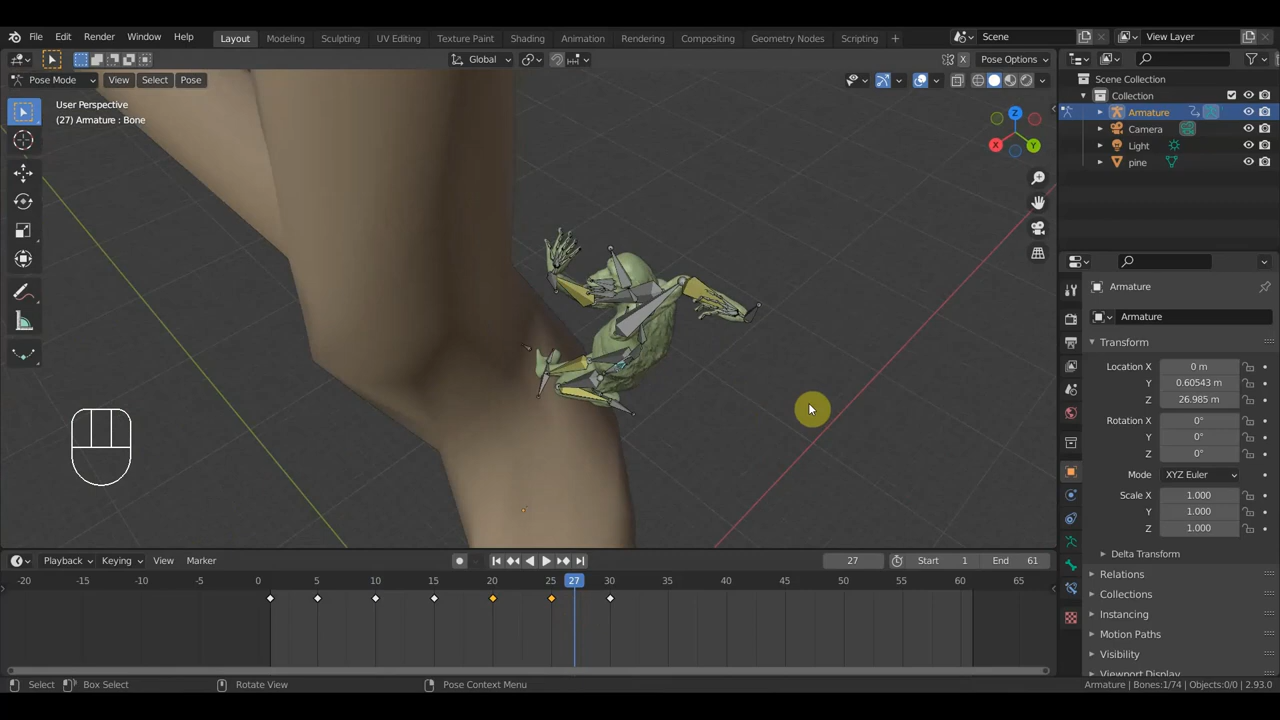 File Edit Render Window Help Layout Modeling Sculpting UV Editing Texture Paint Shading Animation Rendering Compositing Geometry Nodes Scripting + Scene View Layer
Global Pose Options
Pose Mode View Select Pose
User Perspective
(27) Armature : Bone
Z
X
Y
Scene Collection
Collection
Armature
Camera
Light
pine
Armature
Armature
Transform
Location X 0 m
Y 0.60543 m
Z 26.985 m
Rotation X 0°
Y 0°
Z 0°
Mode XYZ Euler
Scale X 1.000
Y 1.000
Z 1.000
Delta Transform
Relations
Collections
Instancing
Motion Paths
Visibility
Viewport Display
Playback Keying View Marker 27 Start 1 End 61
-20 -15 -10 -5 0 5 10 15 20 25 27 30 35 40 45 50 55 60 65
Select Box Select Rotate View Pose Context Menu Armature | Bones:1/74 | Objects:0/0 | 2.93.0